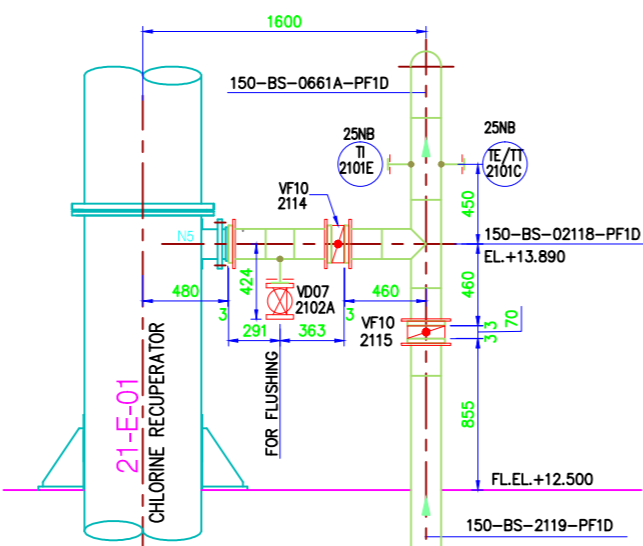 1600
150-BS-0661A-PF1D
25NB
TI
2101E
25NB
TE/TT
2101C
450
VF10
2114
N5
150-BS-02118-PF1D
EL.+13.890
480
424
460
460
3
291
363
3
VD07
2102A
VF10
2115
3
3
70
855
FOR FLUSHING
21-E-01
CHLORINE RECUPERATOR
FL.EL.+12.500
150-BS-2119-PF1D